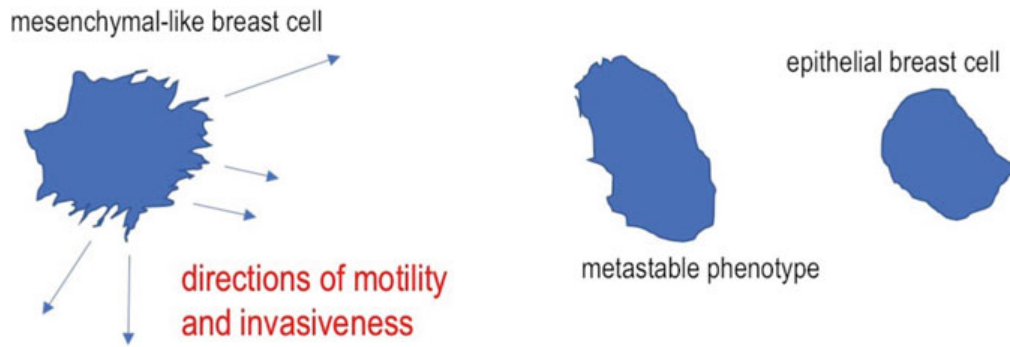 mesenchymal-like breast cell
epithelial breast cell
metastable phenotype
directions of motility
and invasiveness